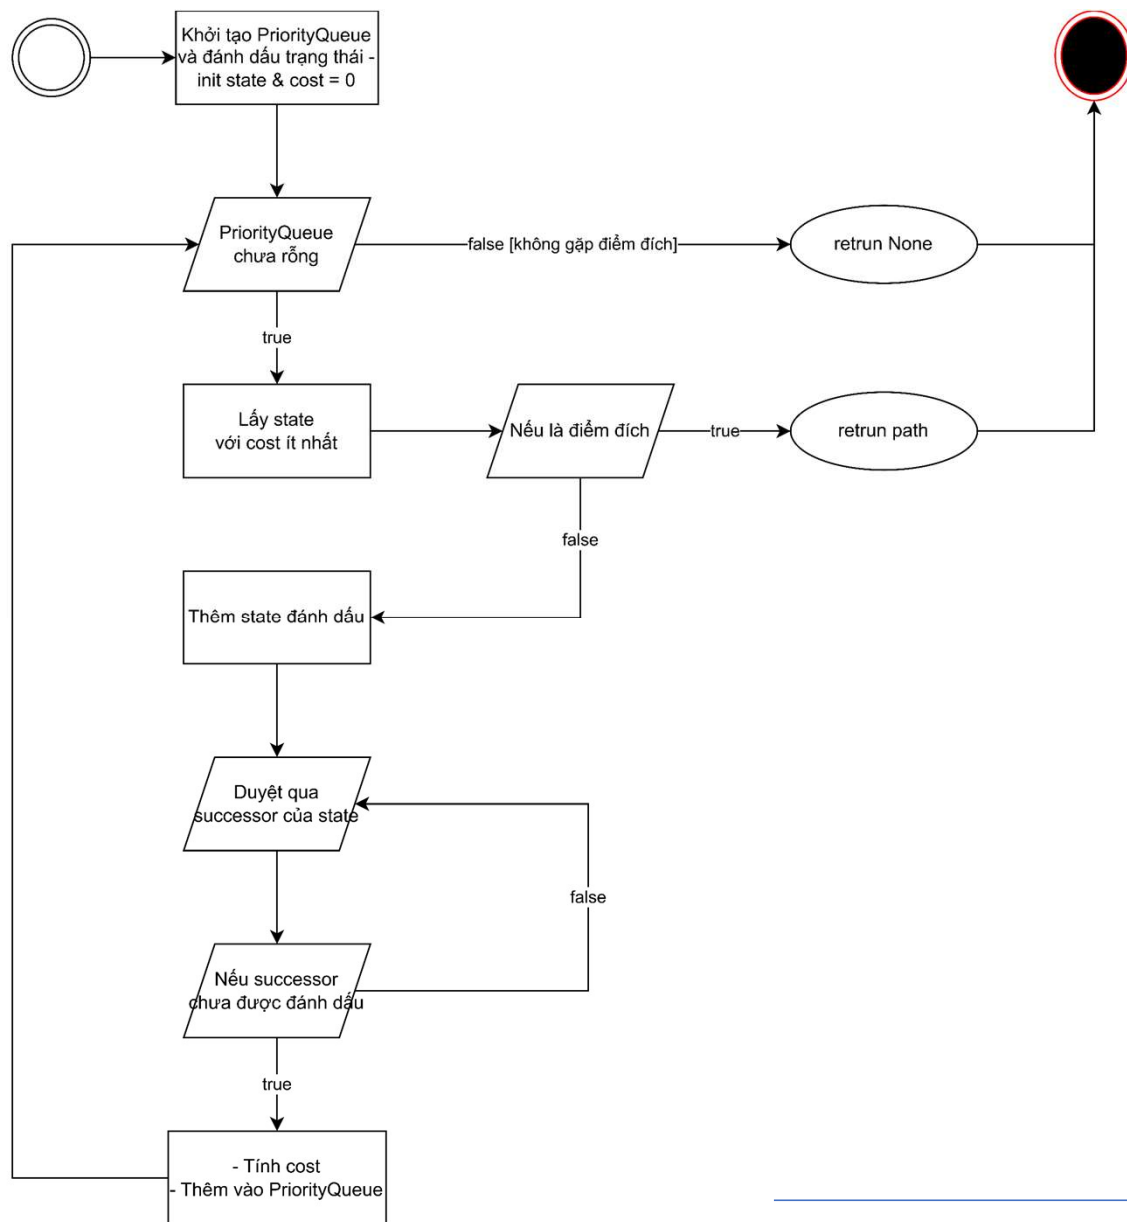 Khởi tạo PriorityQueue
và đánh dấu trạng thái -
init state & cost = 0
PriorityQueue
chưa rỗng
false [không gặp điểm đích]
retrun None
true
Lấy state
với cost ít nhất
Nếu là điểm đích
true
retrun path
false
Thêm state đánh dấu
Duyệt qua
successor của state
false
Nếu successor
chưa được đánh dấu
true
- Tính cost
- Thêm vào PriorityQueue